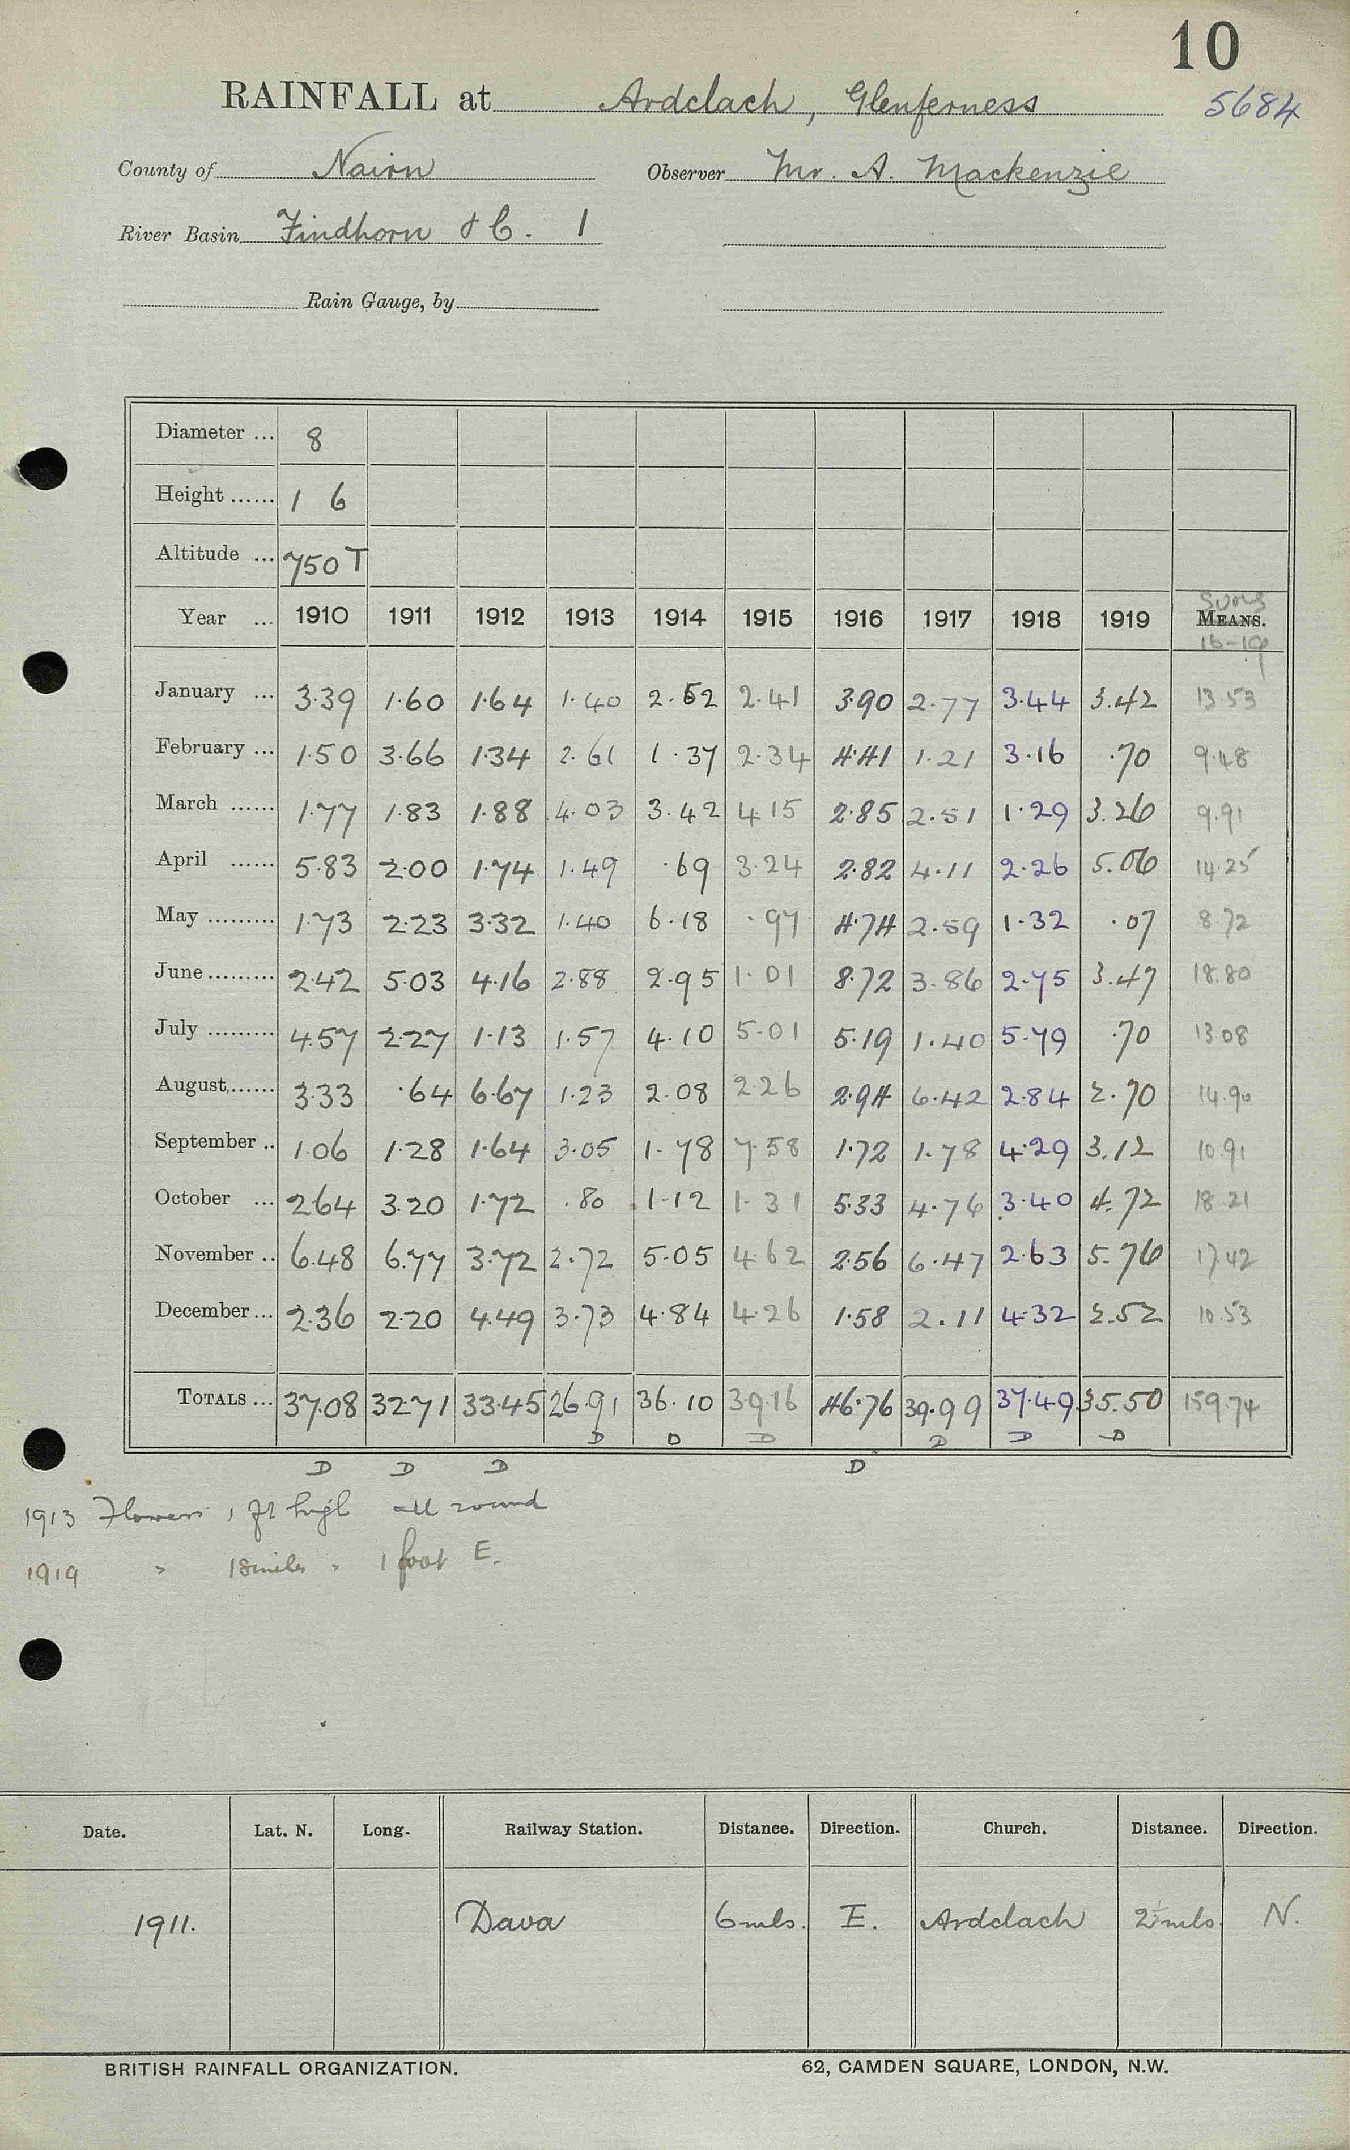 10
RAINFALL at Ardclach, Glenferness 5684
County of Nairn Observer Mr. A. Mackenzie
River Basin Findhorn & C. 1
Rain Gauge, by
Diameter ... 8
Height ...... 1 6
Altitude ... 750 T
Sums
Year ... 1910 1911 1912 1913 1914 1915 1916 1917 1918 1919 MEANS.
16-19
January ... 3.39 1.60 1.64 1.40 2.52 2.41 3.90 2.77 3.44 3.42 13.53
February ... 1.50 3.66 1.34 2.61 1.37 2.34 4.41 1.21 3.16 .70 9.48
March ...... 1.77 1.83 1.88 4.03 3.42 4.15 2.85 2.51 1.29 3.26 9.91
April ...... 5.83 2.00 1.74 1.49 .69 3.24 2.82 4.11 2.26 5.06 14.25
May ......... 1.73 2.23 3.32 1.40 6.18 .97 4.74 2.59 1.32 .07 8.72
June ......... 2.42 5.03 4.16 2.88 2.95 1.01 8.72 3.86 2.75 3.47 18.80
July ......... 4.57 2.27 1.13 1.57 4.10 5.01 5.19 1.40 5.79 .70 13.08
August ...... 3.33 .64 6.67 1.23 2.08 2.26 2.94 6.42 2.84 2.70 14.90
September .. 1.06 1.28 1.64 3.05 1.78 7.58 1.72 1.78 4.29 3.12 10.91
October ... 2.64 3.20 1.72 .80 1.12 1.31 5.33 4.76 3.40 4.72 18.21
November .. 6.48 6.77 3.72 2.72 5.05 4.62 2.56 6.47 2.63 5.76 17.42
December ... 2.36 2.20 4.49 3.73 4.84 4.26 1.58 2.11 4.32 2.52 10.53
TOTALS ... 37.08 32.71 33.45 26.91 36.10 39.16 46.76 39.99 37.49 35.50 159.74
D D D D D D
D D D D
1913 Flowers 1 ft high all round
1919 " 18 " 1 foot E.
Date. Lat. N. Long. Railway Station. Distance. Direction. Church. Distance. Direction.
1911. Dava 6 mls. E. Ardclach 2 mls. N.
BRITISH RAINFALL ORGANIZATION. 62, CAMDEN SQUARE, LONDON, N.W.